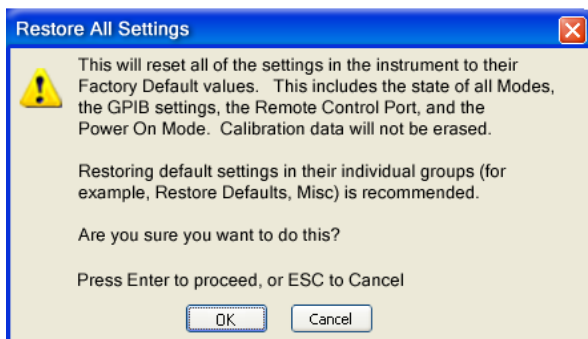 Restore All Settings
This will reset all of the settings in the instrument to their
Factory Default values.   This includes the state of all Modes,
the GPIB settings, the Remote Control Port, and the
Power On Mode.  Calibration data will not be erased.
Restoring default settings in their individual groups (for
example, Restore Defaults, Misc) is recommended.
Are you sure you want to do this?
Press Enter to proceed, or ESC to Cancel
OK
Cancel